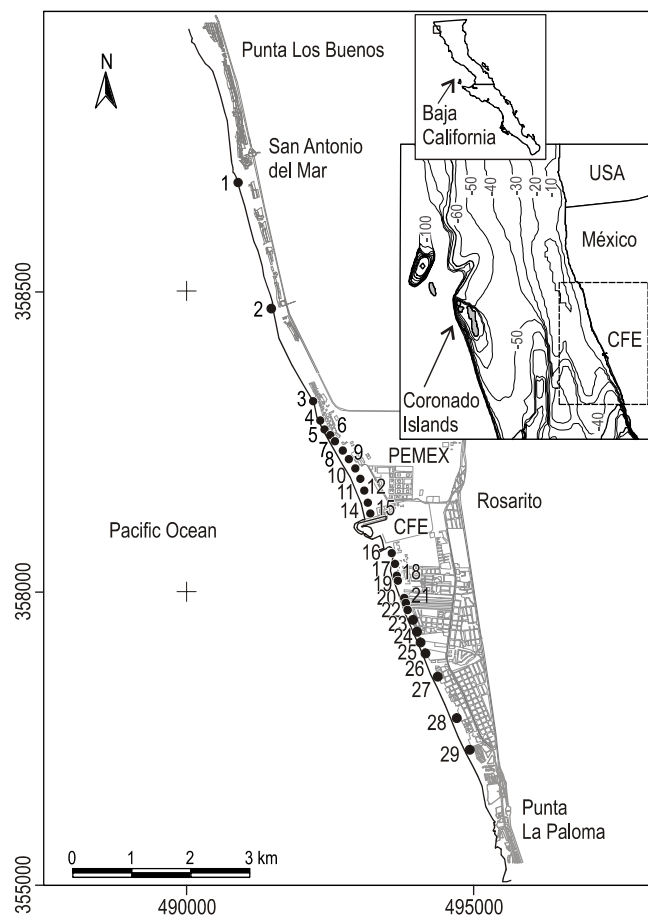 Punta Los Buenos
N
San Antonio
del Mar
Baja
California
USA
México
CFE
-100
-60
-50
-40
-30
-20
-10
-50
-40
Coronado
Islands
1
2
358500
3
4
5
6
7
8
9
10
11
12
14
15
PEMEX
CFE
Rosarito
Pacific Ocean
16
17
18
19
20
21
22
23
24
25
26
27
28
29
358000
Punta
La Paloma
0 1 2 3 km
355000
490000
495000